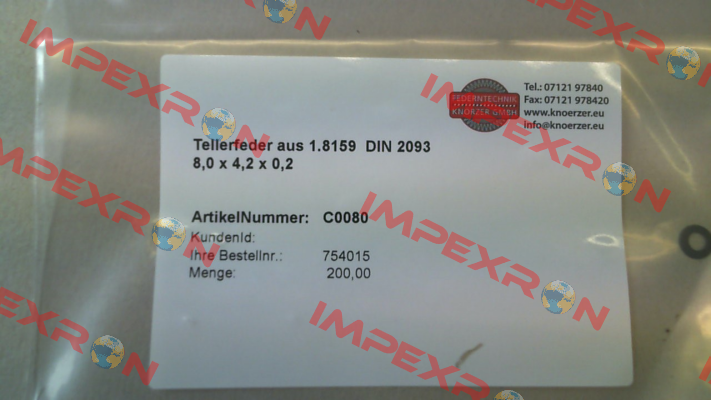 FEDERNTECHNIK
KNÖRZER GMBH
Tel.: 07121 97840
Fax: 07121 978420
www.knoerzer.eu
info@knoerzer.eu
Tellerfeder aus 1.8159 DIN 2093
8,0 x 4,2 x 0,2
ArtikelNummer: C0080
KundenId:
Ihre Bestellnr.: 754015
Menge: 200,00
IMPEXRON
IMPEXRON
IMPEXRON
IMPEXRON
IMPEXRON